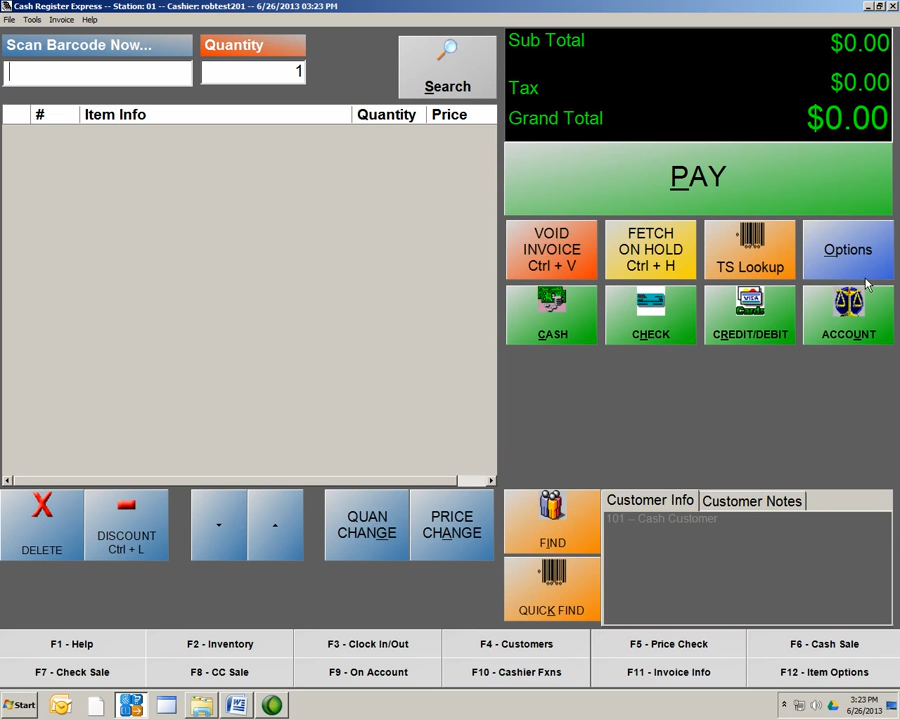 Cash Register Express -- Station: 01 -- Cashier: robtest201 -- 6/26/2013 03:23 PM
File Tools Invoice Help
Scan Barcode Now...
Quantity
1
Search
# Item Info Quantity Price
Sub Total $0.00
Tax $0.00
Grand Total $0.00
PAY
VOID
INVOICE
Ctrl + V
FETCH
ON HOLD
Ctrl + H
TS Lookup
Options
CASH
CHECK
VISA
Cards
CREDIT/DEBIT
ACCOUNT
DELETE
DISCOUNT
Ctrl + L
QUAN
CHANGE
PRICE
CHANGE
FIND
QUICK FIND
Customer Info Customer Notes
101 -- Cash Customer
F1 - Help F2 - Inventory F3 - Clock In/Out F4 - Customers F5 - Price Check F6 - Cash Sale
F7 - Check Sale F8 - CC Sale F9 - On Account F10 - Cashier Fxns F11 - Invoice Info F12 - Item Options
Start
3:23 PM
6/26/2013